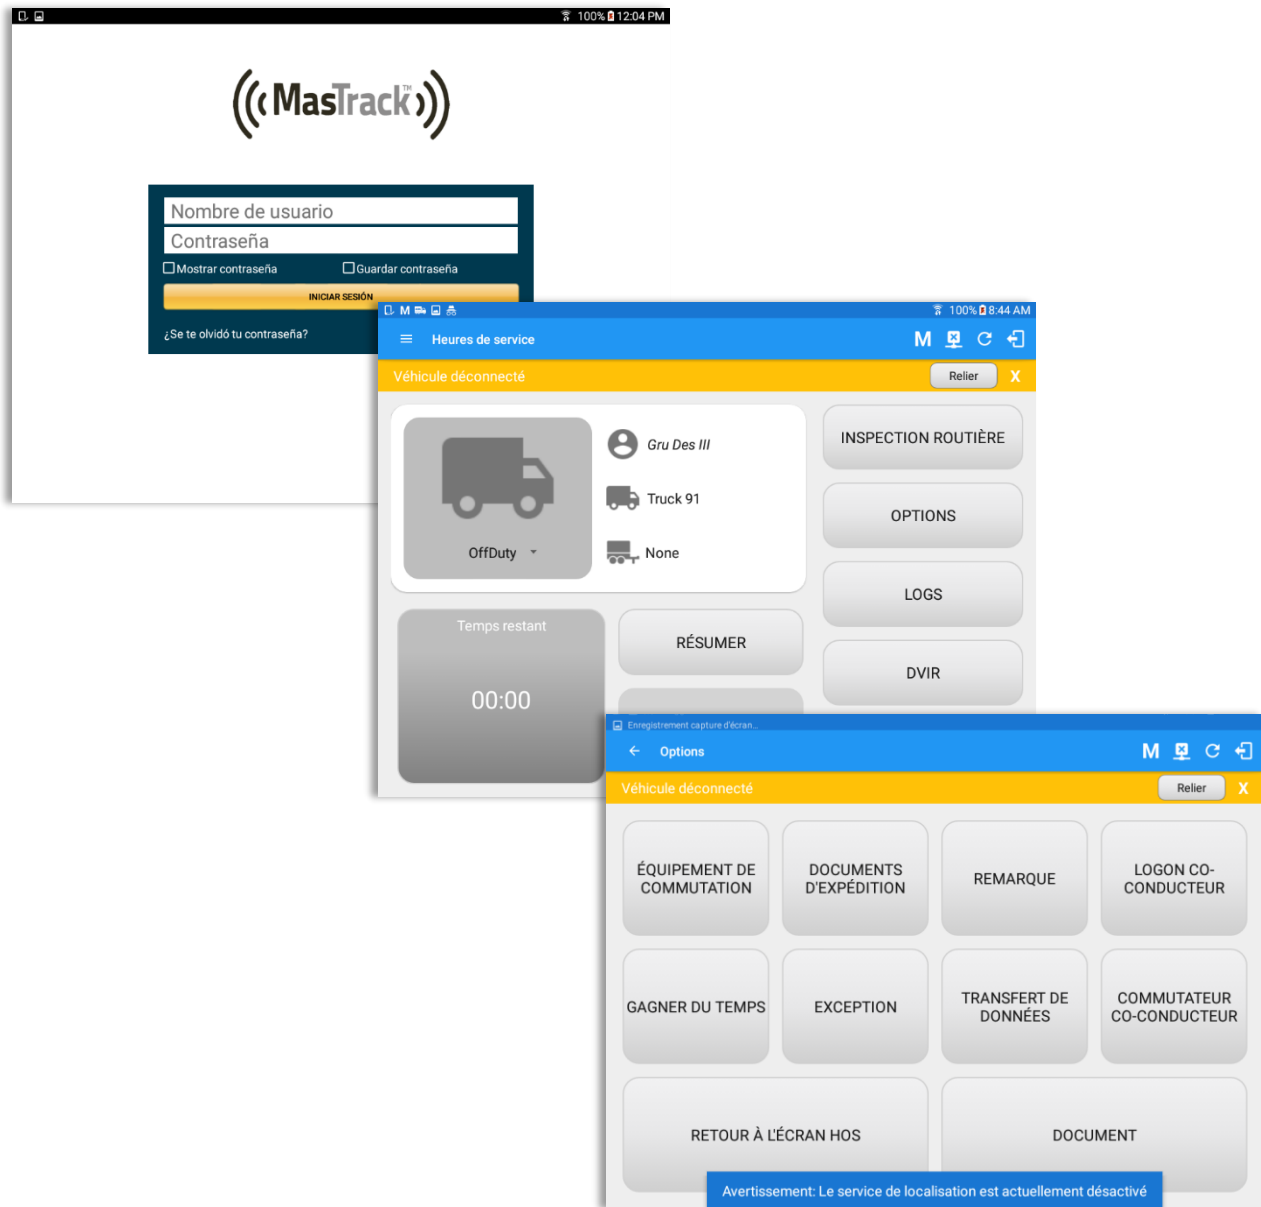 100% 12:04 PM
MasTrack™
Nombre de usuario
Contraseña
Mostrar contraseña
Guardar contraseña
INICIAR SESIÓN
¿Se te olvidó tu contraseña?
M
100% 8:44 AM
Heures de service
M
Véhicule déconnecté
Relier
X
Gru Des III
Truck 91
OffDuty
None
INSPECTION ROUTIÈRE
OPTIONS
LOGS
DVIR
Temps restant
00:00
RÉSUMER
Enregistrement capture d'écran...
Options
M
Véhicule déconnecté
Relier
X
ÉQUIPEMENT DE
COMMUTATION
DOCUMENTS
D'EXPÉDITION
REMARQUE
LOGON CO-
CONDUCTEUR
GAGNER DU TEMPS
EXCEPTION
TRANSFERT DE
DONNÉES
COMMUTATEUR
CO-CONDUCTEUR
RETOUR À L'ÉCRAN HOS
DOCUMENT
Avertissement: Le service de localisation est actuellement désactivé